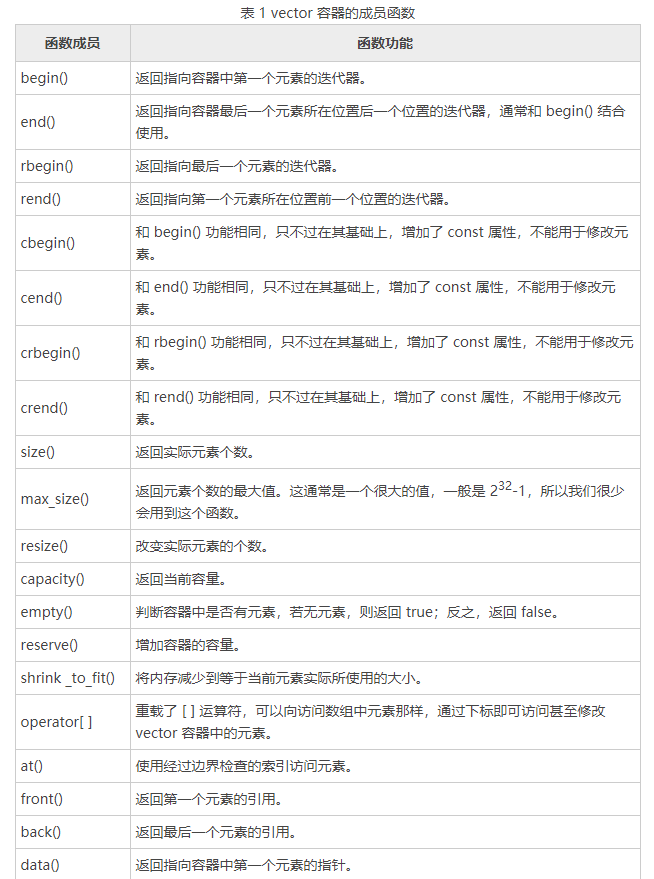 表 1 vector 容器的成员函数
函数成员 函数功能
begin() 返回指向容器中第一个元素的迭代器。
end() 返回指向容器最后一个元素所在位置后一个位置的迭代器，通常和 begin() 结合
使用。
rbegin() 返回指向最后一个元素的迭代器。
rend() 返回指向第一个元素所在位置前一个位置的迭代器。
cbegin() 和 begin() 功能相同，只不过在其基础上，增加了 const 属性，不能用于修改元
素。
cend() 和 end() 功能相同，只不过在其基础上，增加了 const 属性，不能用于修改元
素。
crbegin() 和 rbegin() 功能相同，只不过在其基础上，增加了 const 属性，不能用于修改元
素。
crend() 和 rend() 功能相同，只不过在其基础上，增加了 const 属性，不能用于修改元
素。
size() 返回实际元素个数。
max_size() 返回元素个数的最大值。这通常是一个很大的值，一般是 2³²-1，所以我们很少
会用到这个函数。
resize() 改变实际元素的个数。
capacity() 返回当前容量。
empty() 判断容器中是否有元素，若无元素，则返回 true；反之，返回 false。
reserve() 增加容器的容量。
shrink _to_fit() 将内存减少到等于当前元素实际所使用的大小。
operator[ ] 重载了 [ ] 运算符，可以向访问数组中元素那样，通过下标即可访问甚至修改
vector 容器中的元素。
at() 使用经过边界检查的索引访问元素。
front() 返回第一个元素的引用。
back() 返回最后一个元素的引用。
data() 返回指向容器中第一个元素的指针。